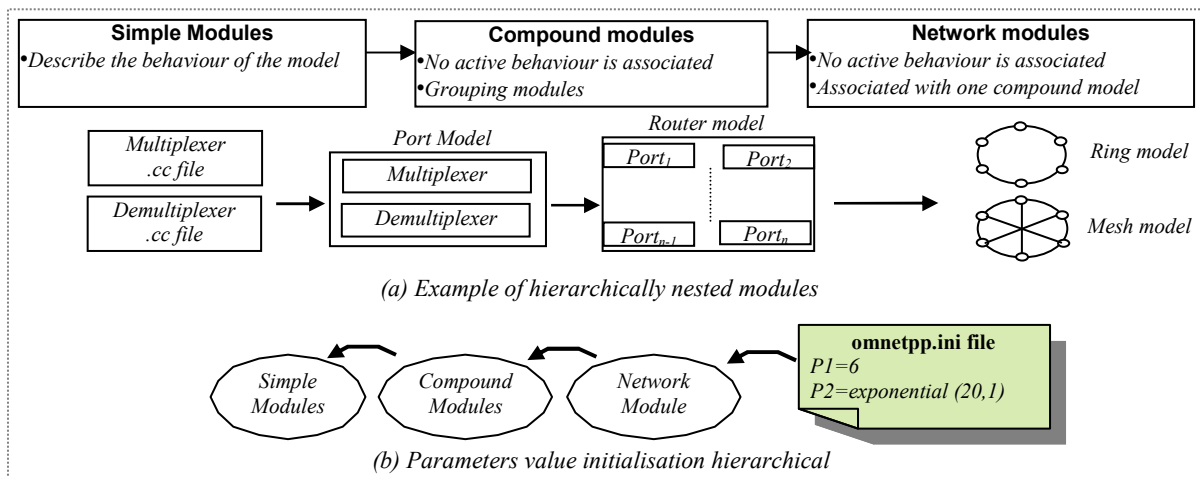 Simple Modules
•Describe the behaviour of the model
Compound modules
•No active behaviour is associated
•Grouping modules
Network modules
•No active behaviour is associated
•Associated with one compound model
Multiplexer
.cc file
Demultiplexer
.cc file
Port Model
Multiplexer
Demultiplexer
Router model
Port1
Port2
Portn-1
Portn
Ring model
Mesh model
(a) Example of hierarchically nested modules
Simple
Modules
Compound
Modules
Network
Module
omnetpp.ini file
P1=6
P2=exponential (20,1)
(b) Parameters value initialisation hierarchical